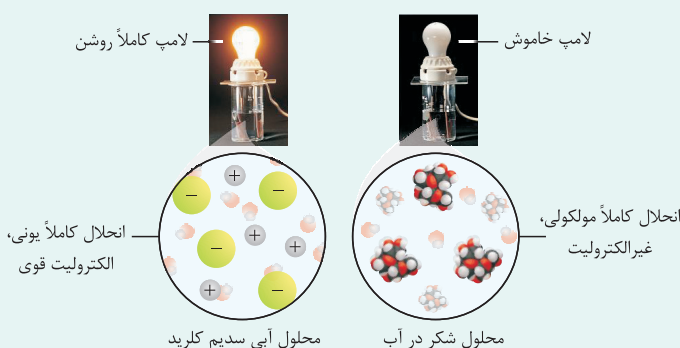 لامپ خاموش
لامپ کاملاً روشن
انحلال کاملاً مولکولی،
غیرالکترولیت
انحلال کاملاً یونی،
الکترولیت قوی
+
−
−
+
−
+
+
−
محلول شکر در آب
محلول آبی سدیم کلرید